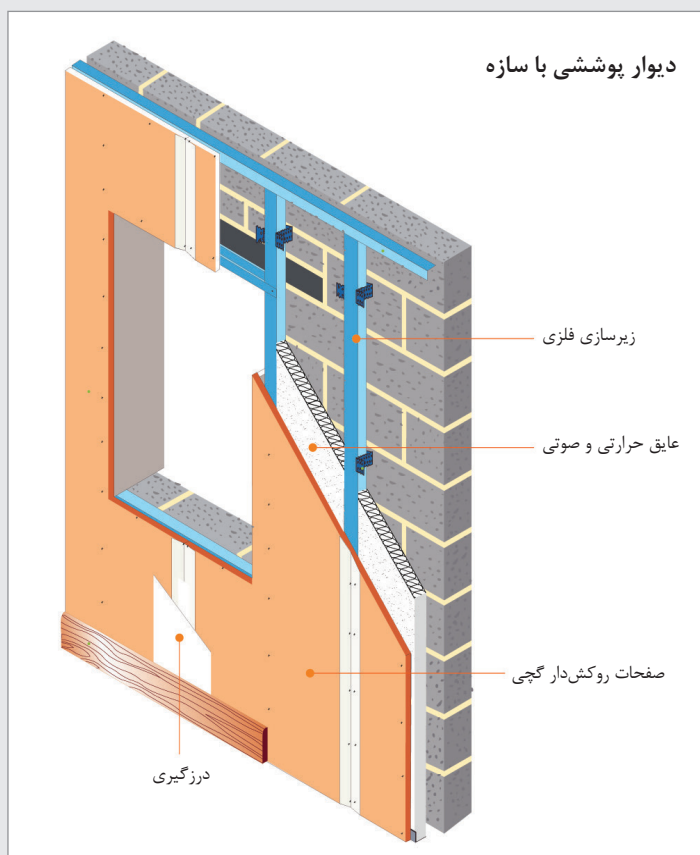 دیوار پوششی با سازه
زیرسازی فلزی
عایق حرارتی و صوتی
صفحات روکش‌دار گچی
درزگیری